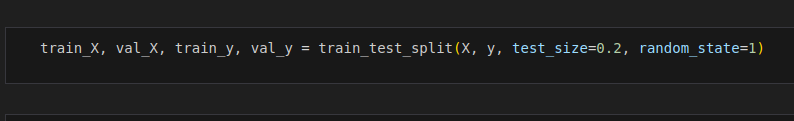 train_X, val_X, train_y, val_y = train_test_split(X, y, test_size=0.2, random_state=1)